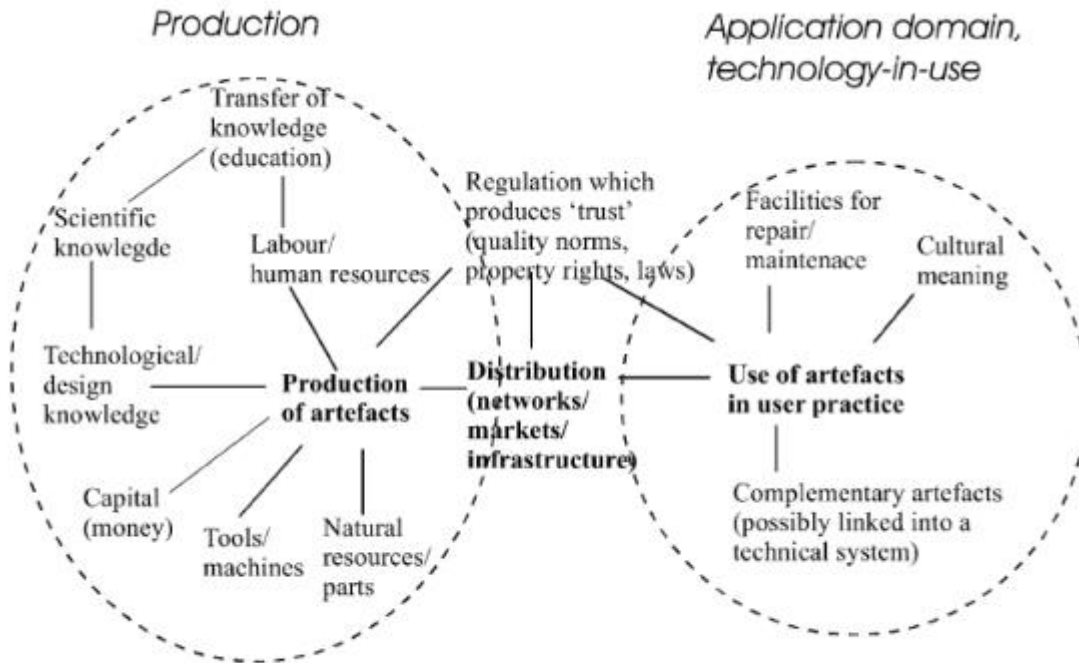 Production
Application domain,
technology-in-use
Transfer of
knowledge
(education)
Scientific
knowlegde
Labour/
human resources
Regulation which
produces ‘trust’
(quality norms,
property rights, laws)
Facilities for
repair/
maintenace
Cultural
meaning
Technological/
design
knowledge
Production
of artefacts
Distribution
(networks/
markets/
infrastructure)
Use of artefacts
in user practice
Capital
(money)
Tools/
machines
Natural
resources/
parts
Complementary artefacts
(possibly linked into a
technical system)